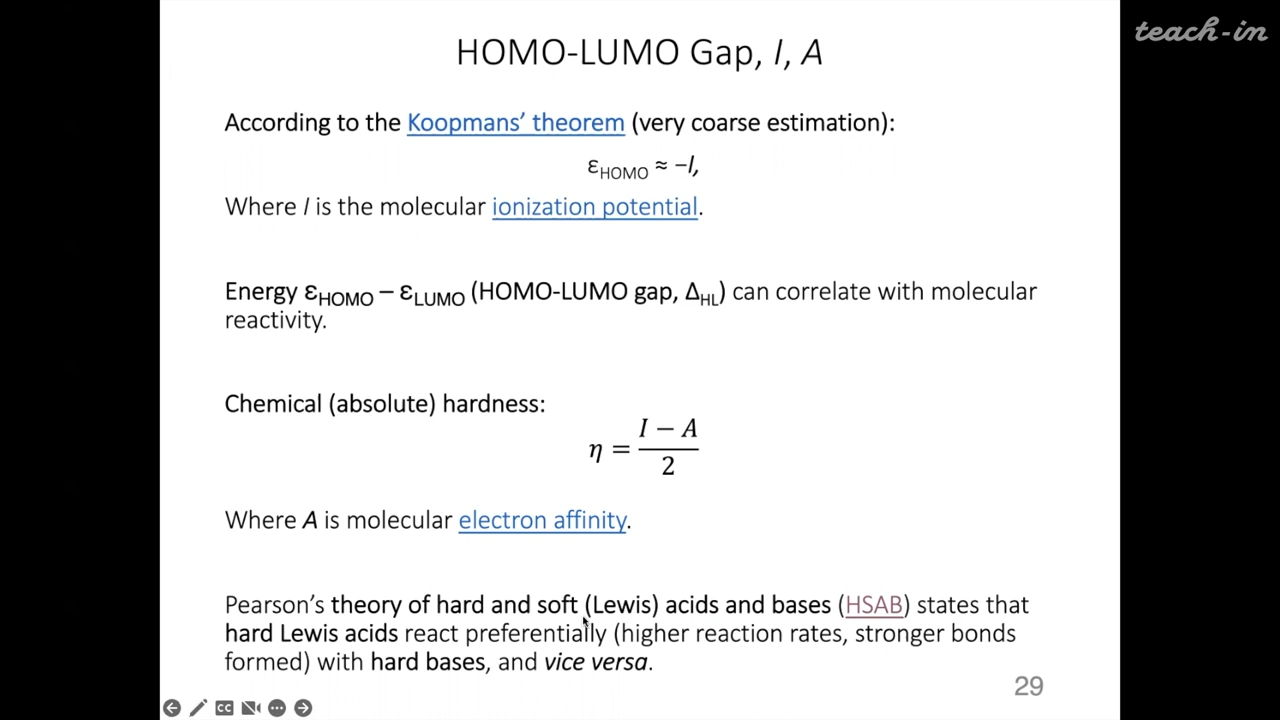 teach-in
HOMO-LUMO Gap, I, A
According to the Koopmans’ theorem (very coarse estimation):
εHOMO ≈ −I,
Where I is the molecular ionization potential.
Energy εHOMO – εLUMO (HOMO-LUMO gap, ΔHL) can correlate with molecular
reactivity.
Chemical (absolute) hardness:
η = (I − A)/2
Where A is molecular electron affinity.
Pearson’s theory of hard and soft (Lewis) acids and bases (HSAB) states that
hard Lewis acids react preferentially (higher reaction rates, stronger bonds
formed) with hard bases, and vice versa.
29
CC